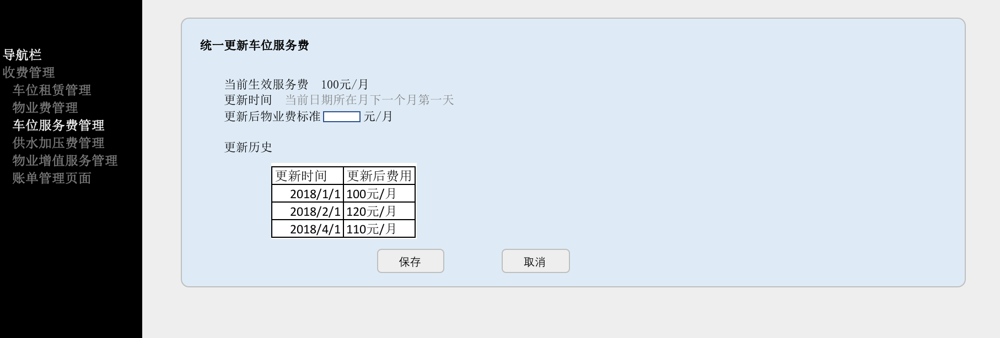 导航栏
收费管理
车位租赁管理
物业费管理
车位服务费管理
供水加压费管理
物业增值服务管理
账单管理页面
统一更新车位服务费
当前生效服务费 100元/月
更新时间 当前日期所在月下一个月第一天
更新后物业费标准 元/月
更新历史
更新时间 更新后费用
2018/1/1 100元/月
2018/2/1 120元/月
2018/4/1 110元/月
保存 取消